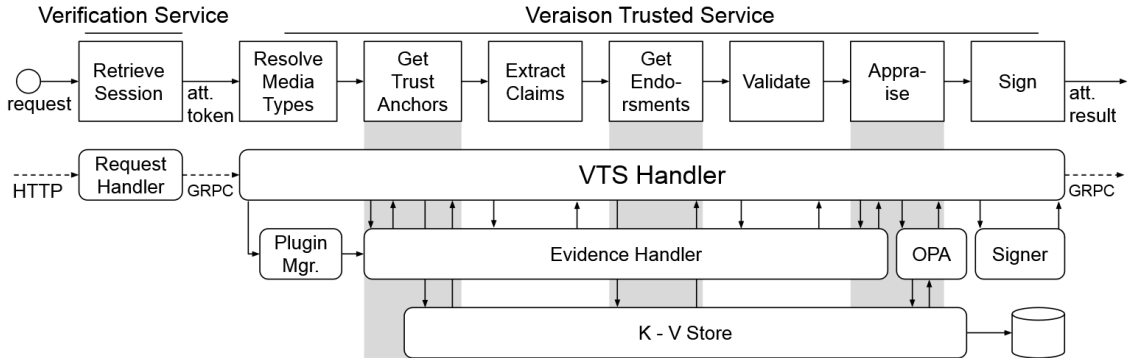 Verification Service
Veraison Trusted Service
request
Retrieve
Session
att.
token
Resolve
Media
Types
Get
Trust
Anchors
Extract
Claims
Get
Endo-
rsments
Validate
Appra-
ise
Sign
att.
result
HTTP
Request
Handler
GRPC
VTS Handler
GRPC
Plugin
Mgr.
Evidence Handler
OPA
Signer
K - V Store